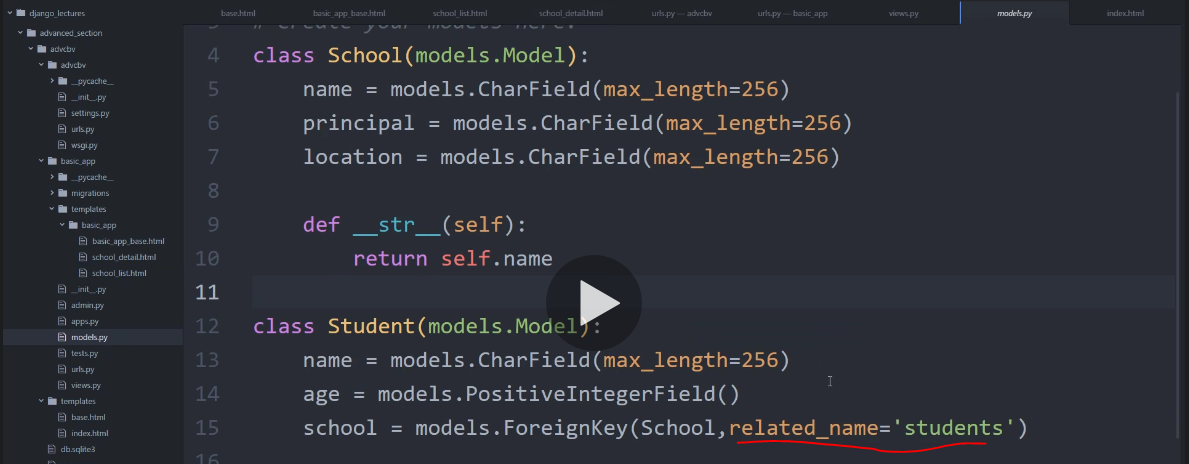 django_lectures
advanced_section
advcbv
advcbv
__pycache__
__init__.py
settings.py
urls.py
wsgi.py
basic_app
__pycache__
migrations
templates
basic_app
basic_app_base.html
school_detail.html
school_list.html
__init__.py
admin.py
apps.py
models.py
tests.py
urls.py
views.py
templates
base.html
index.html
db.sqlite3
base.html basic_app_base.html school_list.html school_detail.html urls.py — advcbv urls.py — basic_app views.py models.py index.html
3 # Create your models here.
4 class School(models.Model):
5 name = models.CharField(max_length=256)
6 principal = models.CharField(max_length=256)
7 location = models.CharField(max_length=256)
8
9 def __str__(self):
10 return self.name
11
12 class Student(models.Model):
13 name = models.CharField(max_length=256)
14 age = models.PositiveIntegerField()
15 school = models.ForeignKey(School,related_name='students')
16